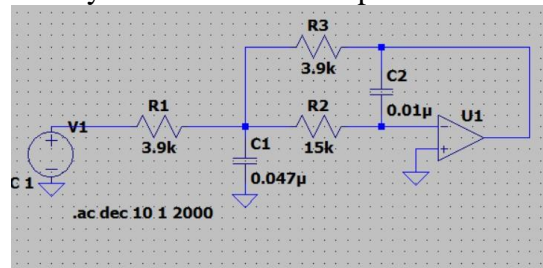 R3
3.9k
C2
0.01µ
R1
3.9k
R2
15k
U1
V1
C1
0.047µ
C 1
.ac dec 10 1 2000